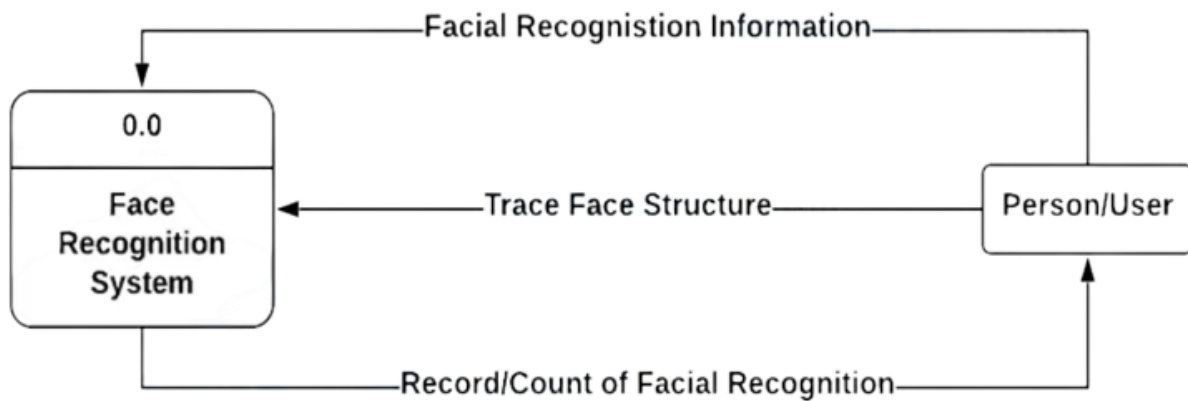 Facial Recognistion Information
0.0
Face
Recognition
System
Trace Face Structure
Person/User
Record/Count of Facial Recognition